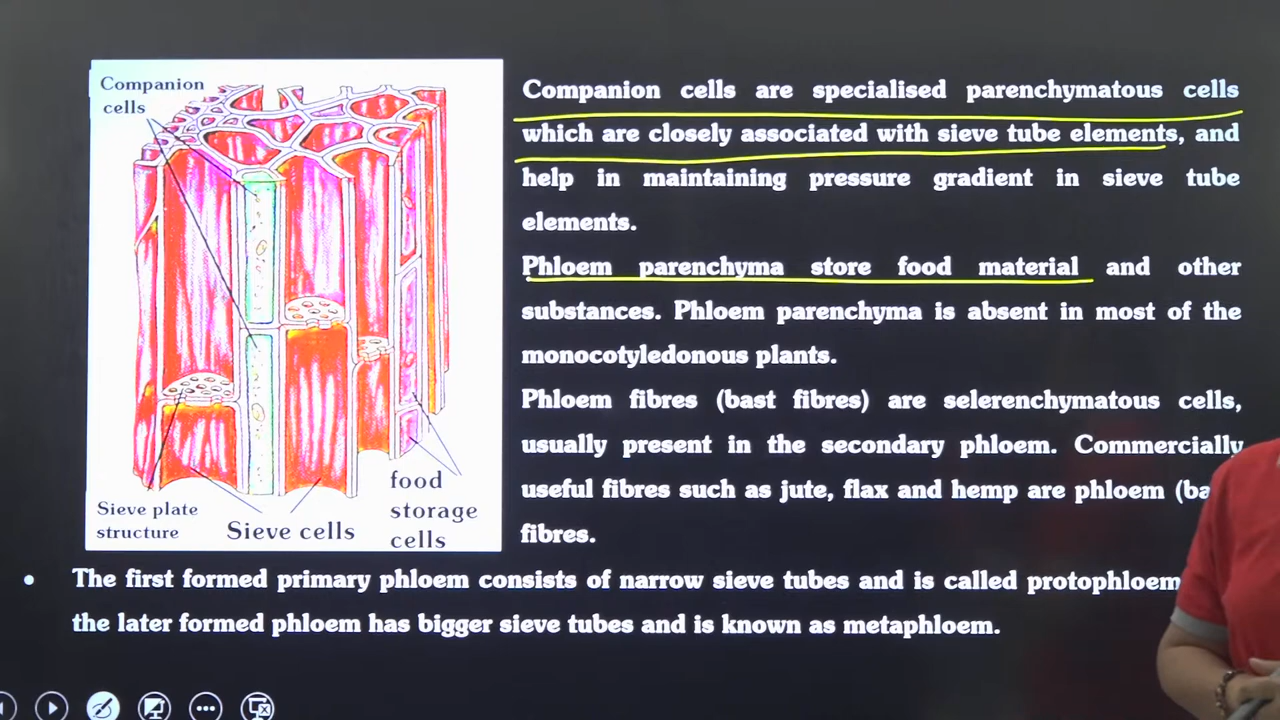 Companion
cells
Sieve plate
structure
Sieve cells
food
storage
cells
Companion cells are specialised parenchymatous cells
which are closely associated with sieve tube elements, and
help in maintaining pressure gradient in sieve tube
elements.
Phloem parenchyma store food material and other
substances. Phloem parenchyma is absent in most of the
monocotyledonous plants.
Phloem fibres (bast fibres) are selerenchymatous cells,
usually present in the secondary phloem. Commercially
useful fibres such as jute, flax and hemp are phloem
fibres.
• The first formed primary phloem consists of narrow sieve tubes and is called protophloem
the later formed phloem has bigger sieve tubes and is known as metaphloem.